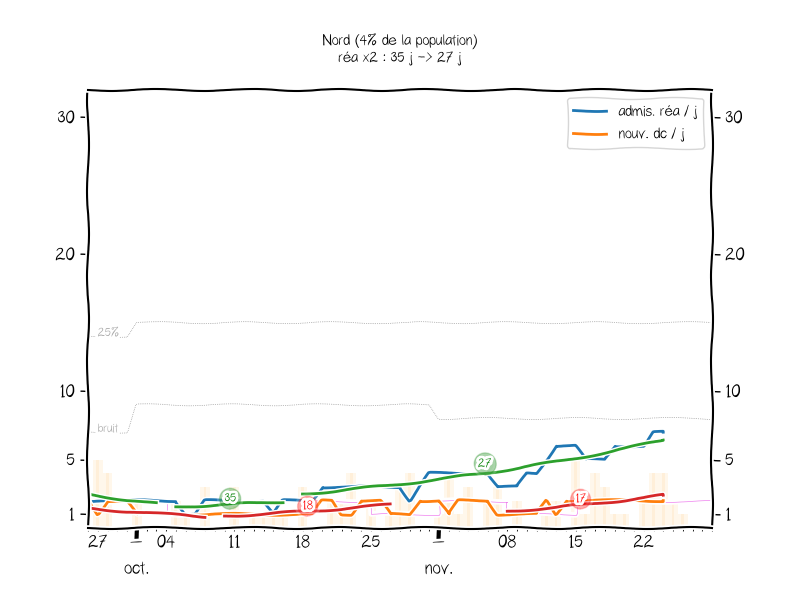 Nord (4% de la population)
réa x2 : 35 j -> 27 j
admis. réa / j
nouv. dc / j
30
30
20
20
25%
10
10
bruit
5
5
27
35
18
17
1
1
27 04 11 18 25 08 15 22
oct. nov.